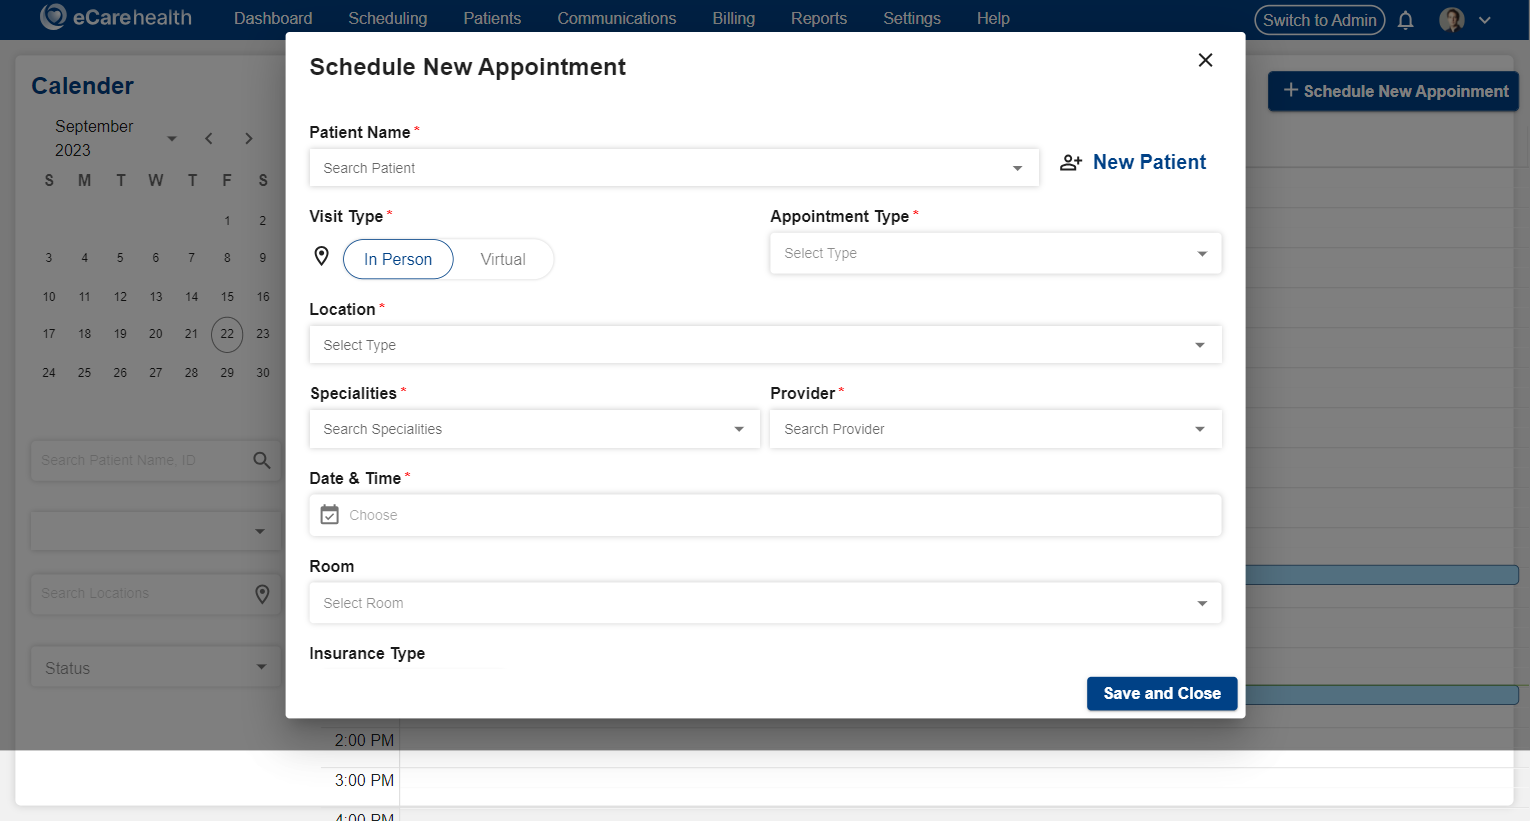 eCarehealth
Dashboard
Scheduling
Patients
Communications
Billing
Reports
Settings
Help
Switch to Admin
Calender
September
2023
S M T W T F S
1 2
3 4 5 6 7 8 9
10 11 12 13 14 15 16
17 18 19 20 21 22 23
24 25 26 27 28 29 30
Search Patient Name, ID
Search Locations
Status
+ Schedule New Appoinment
Schedule New Appointment
Patient Name *
Search Patient
New Patient
Visit Type *
In Person
Virtual
Appointment Type *
Select Type
Location *
Select Type
Specialities *
Search Specialities
Provider *
Search Provider
Date & Time *
Choose
Room
Select Room
Insurance Type
Save and Close
2:00 PM
3:00 PM
4:00 PM